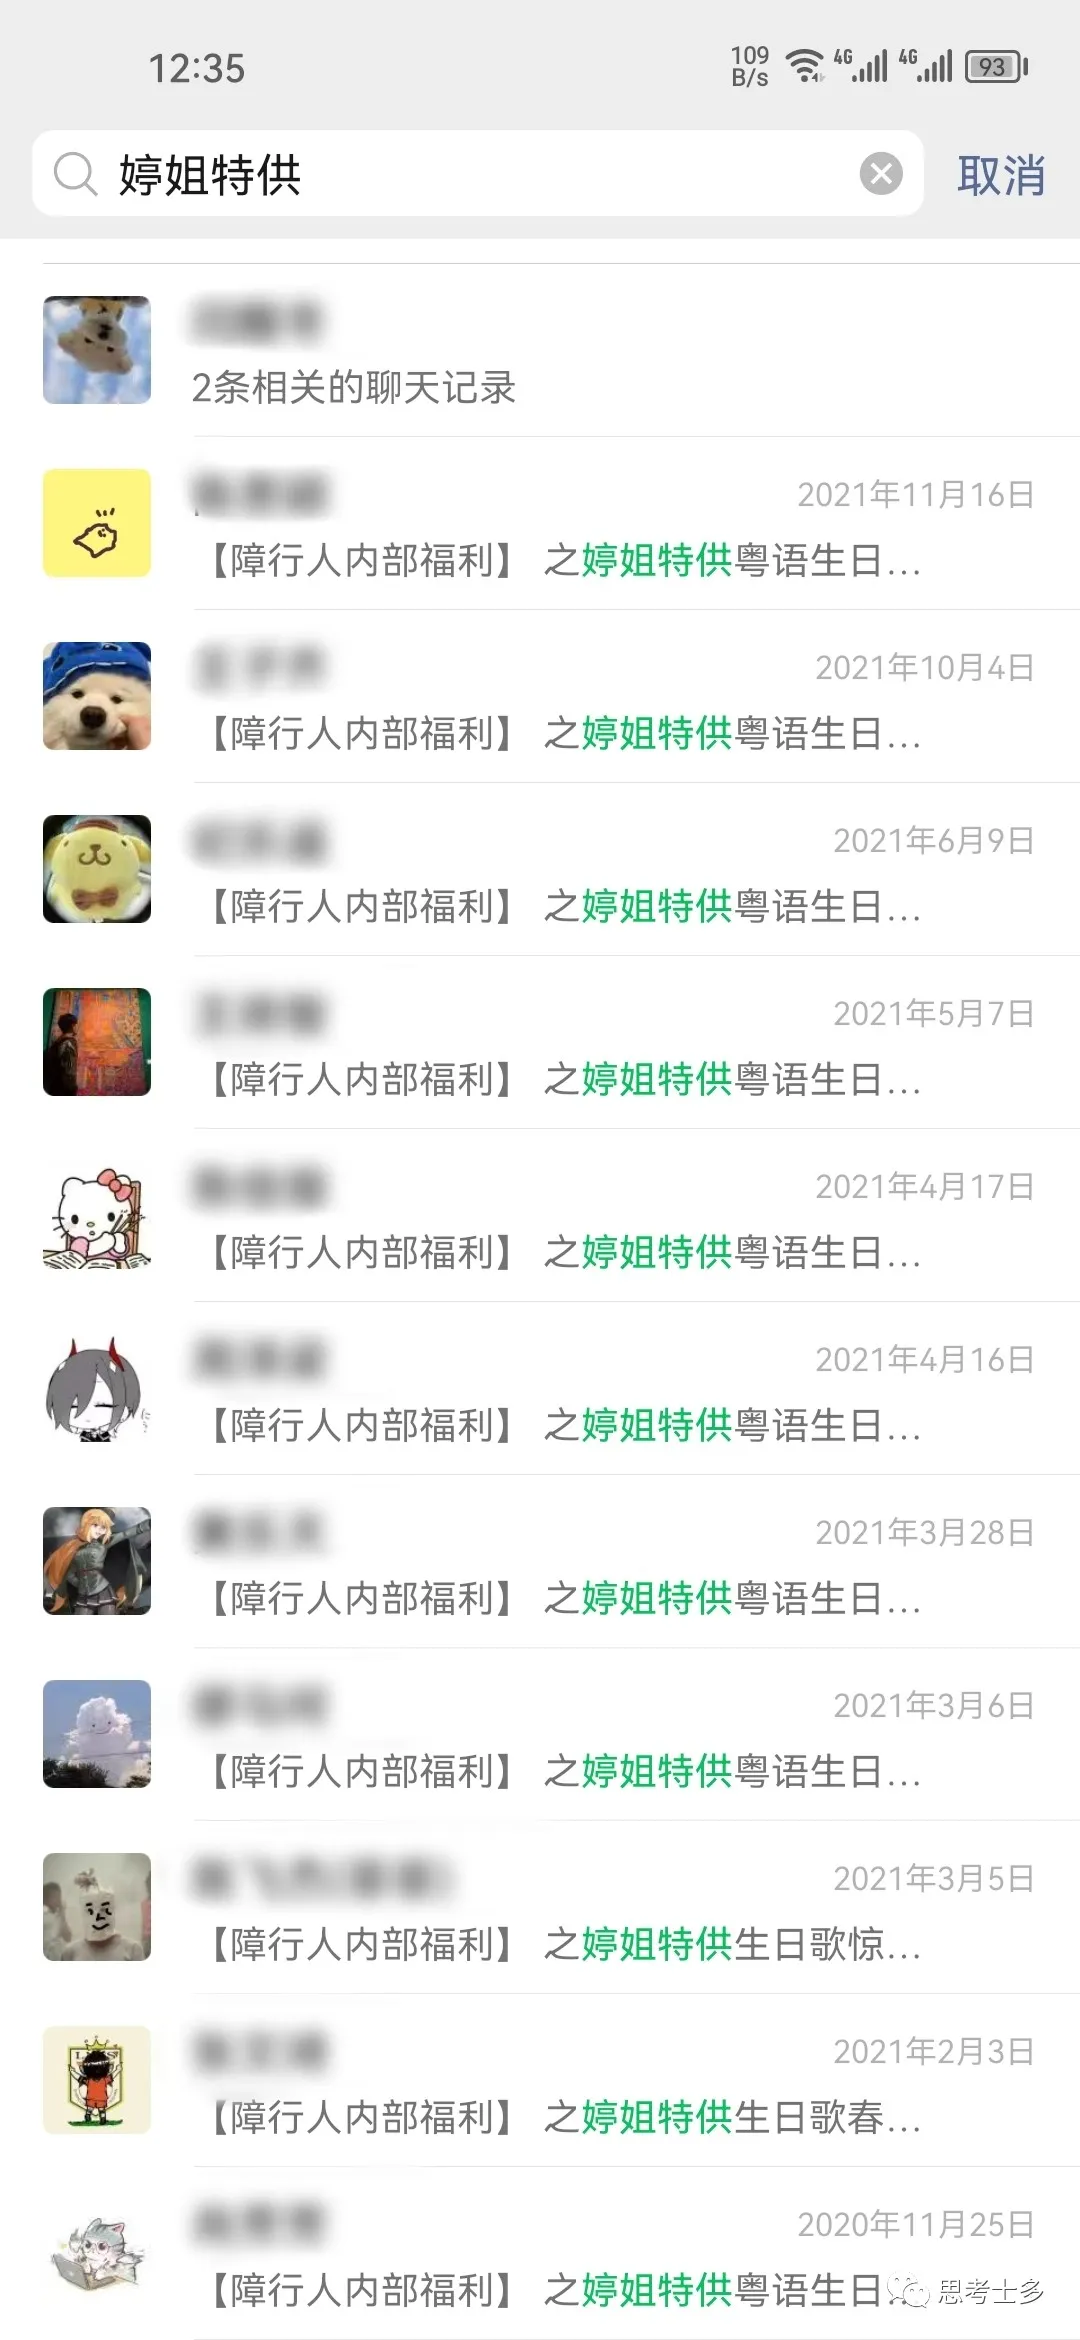 12:35
109 B/s 4G 4G 93
婷姐特供 取消
2条相关的聊天记录
2021年11月16日
【障行人内部福利】 之婷姐特供粤语生日...
2021年10月4日
【障行人内部福利】 之婷姐特供粤语生日...
2021年6月9日
【障行人内部福利】 之婷姐特供粤语生日...
2021年5月7日
【障行人内部福利】 之婷姐特供粤语生日...
2021年4月17日
【障行人内部福利】 之婷姐特供粤语生日...
2021年4月16日
【障行人内部福利】 之婷姐特供粤语生日...
2021年3月28日
【障行人内部福利】 之婷姐特供粤语生日...
2021年3月6日
【障行人内部福利】 之婷姐特供粤语生日...
2021年3月5日
【障行人内部福利】 之婷姐特供生日歌惊...
2021年2月3日
【障行人内部福利】 之婷姐特供生日歌春...
2020年11月25日
【障行人内部福利】 之婷姐特供粤语生日...
思考士多